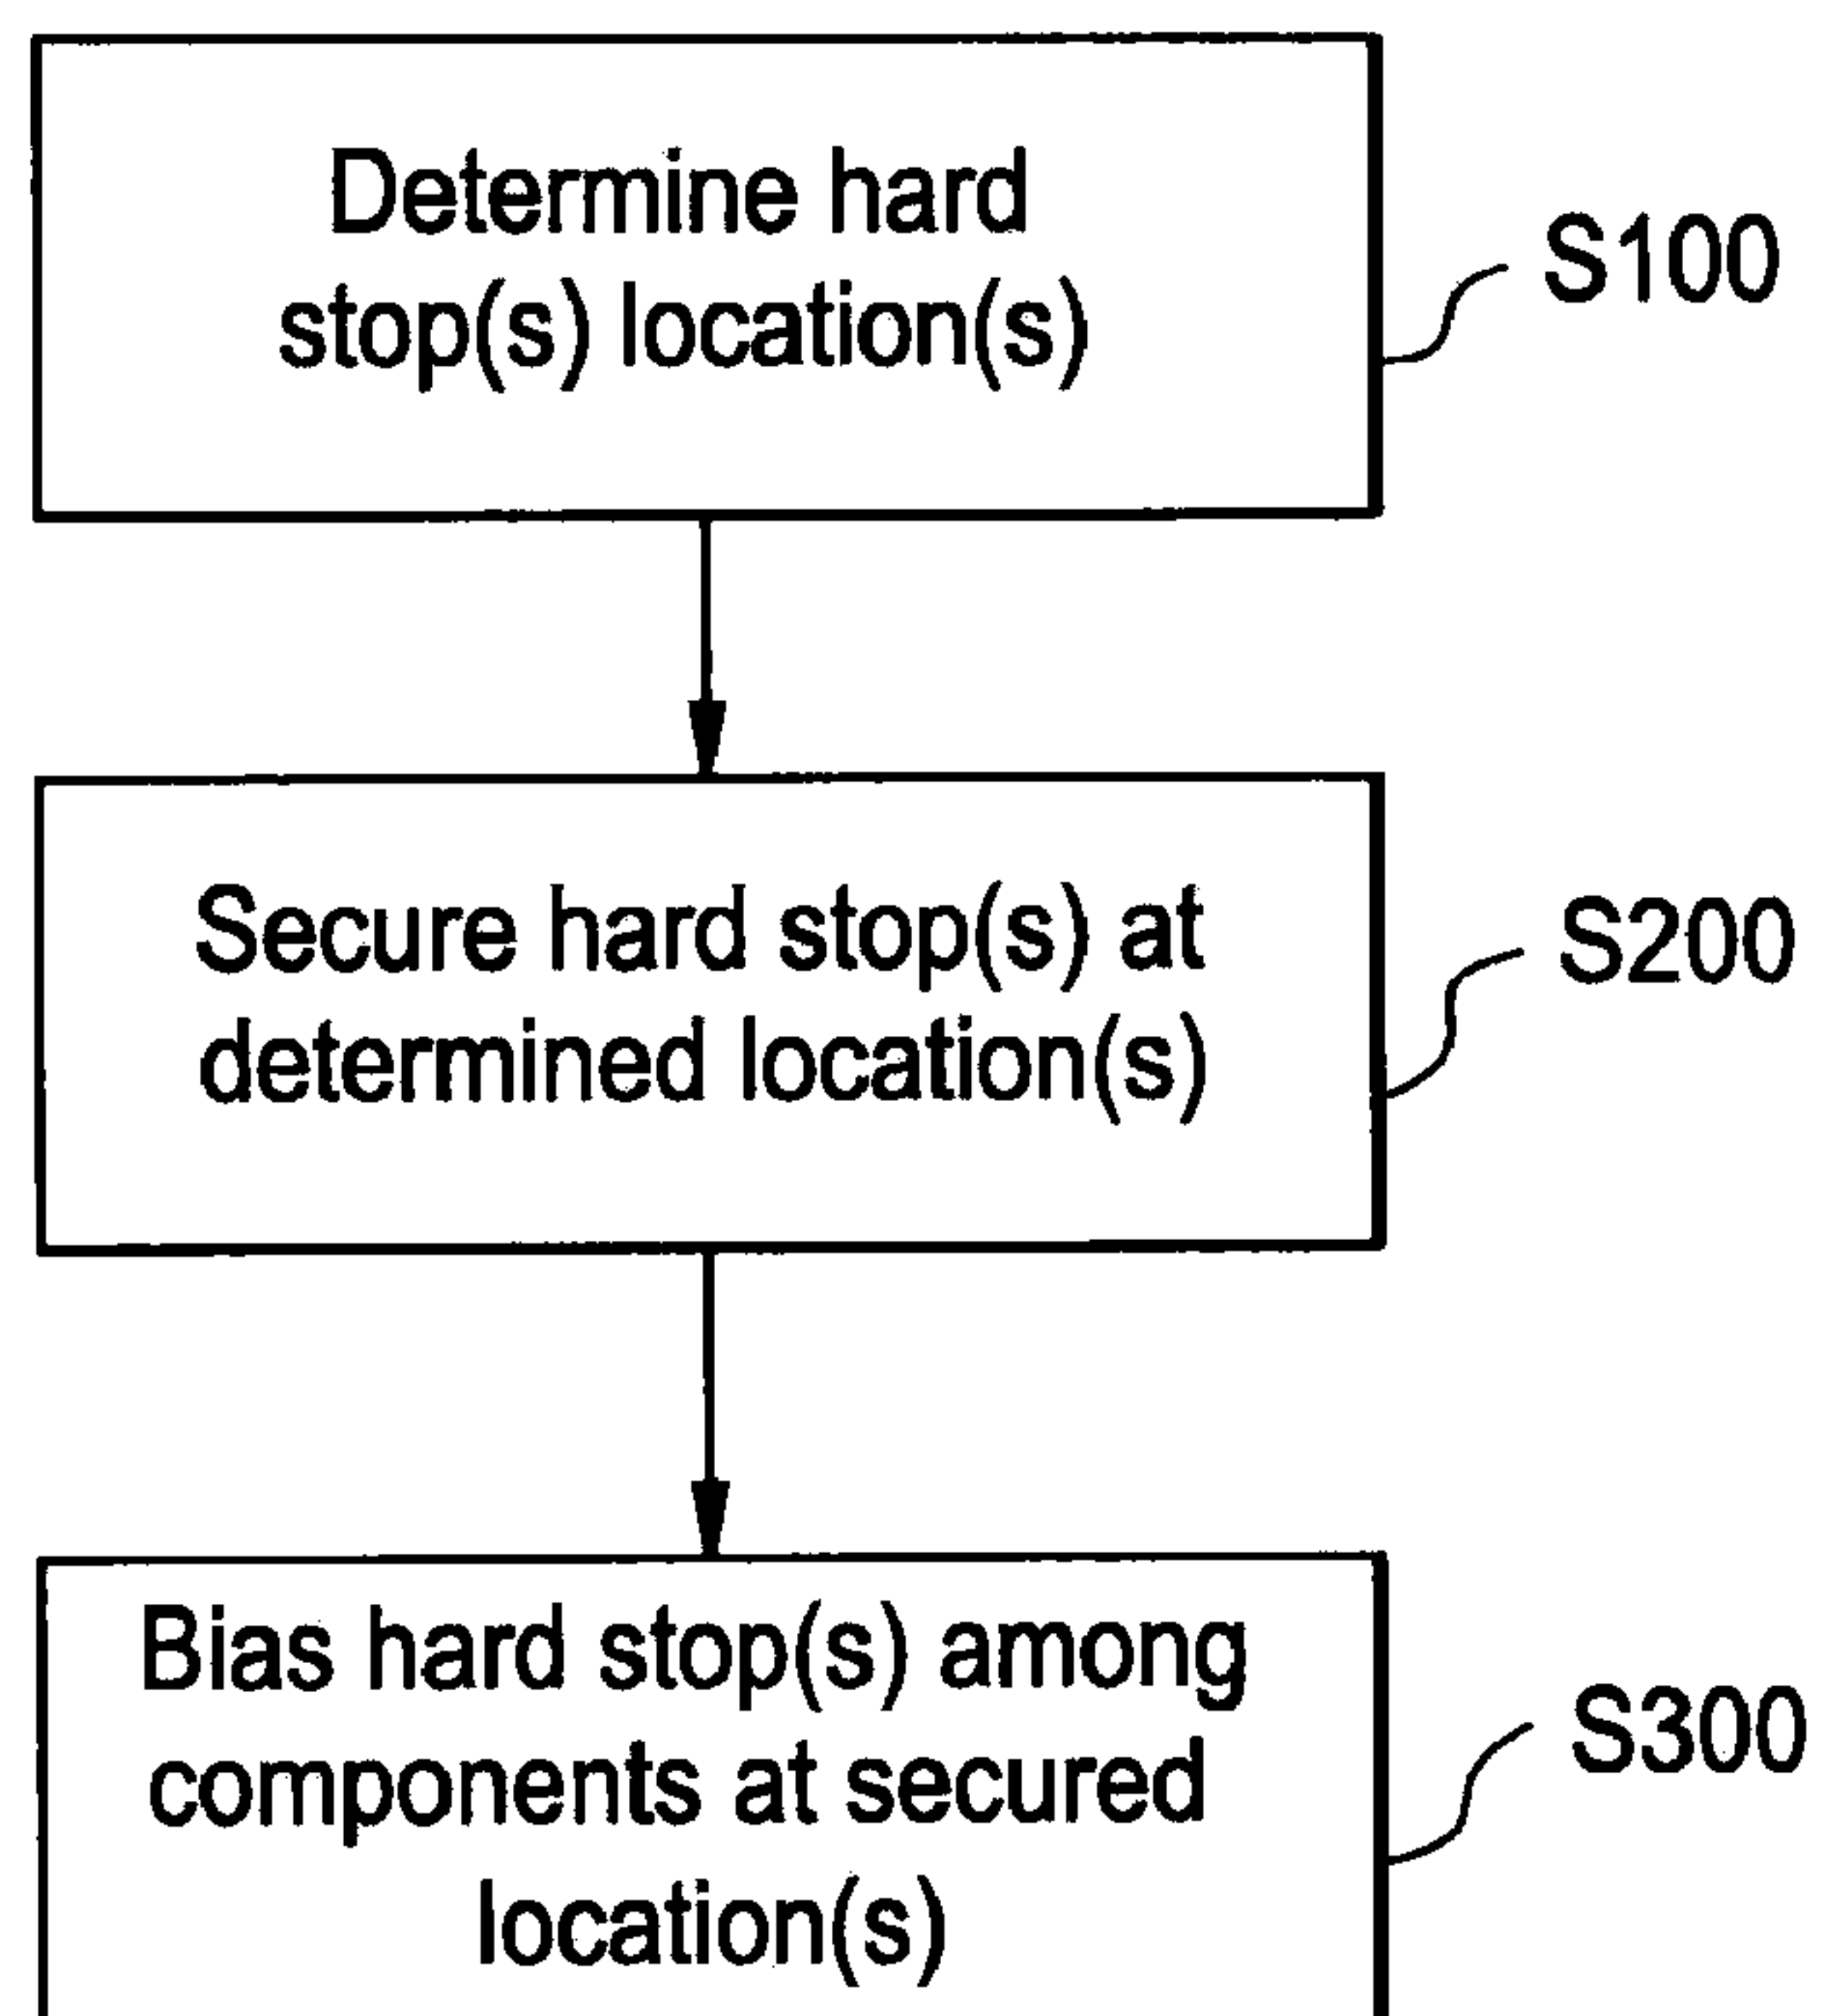 Determine hard
stop(s) location(s)
S100
Secure hard stop(s) at
determined location(s)
S200
Bias hard stop(s) among
components at secured
location(s)
S300